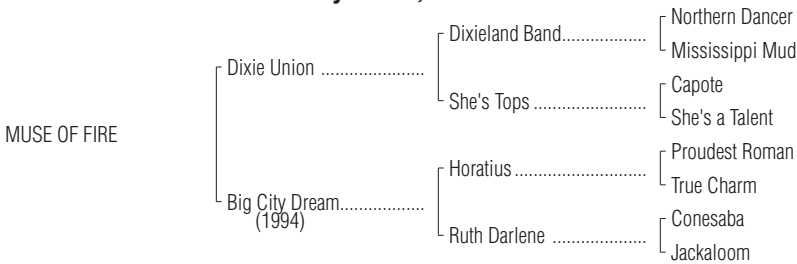 Northern Dancer
Dixieland Band....................
Mississippi Mud
Dixie Union ......................
Capote
She's Tops ........................
She's a Talent
MUSE OF FIRE
Proudest Roman
Horatius............................
True Charm
Big City Dream..................
(1994)
Conesaba
Ruth Darlene ....................
Jackaloom